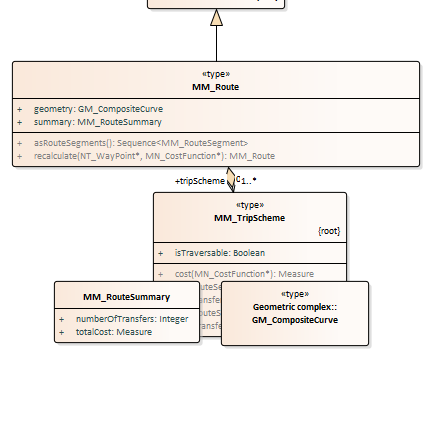 «type»
MM_Route
+ geometry: GM_CompositeCurve
+ summary: MM_RouteSummary
+ asRouteSegments(): Sequence<MM_RouteSegment>
+ recalculate(NT_WayPoint*, MN_CostFunction*): MM_Route
+tripScheme 1..*
«type»
MM_TripScheme
{root}
+ isTraversable: Boolean
+ cost(MN_CostFunction*): Measure
MM_RouteSummary
+ numberOfTransfers: Integer
+ totalCost: Measure
«type»
Geometric complex::
GM_CompositeCurve